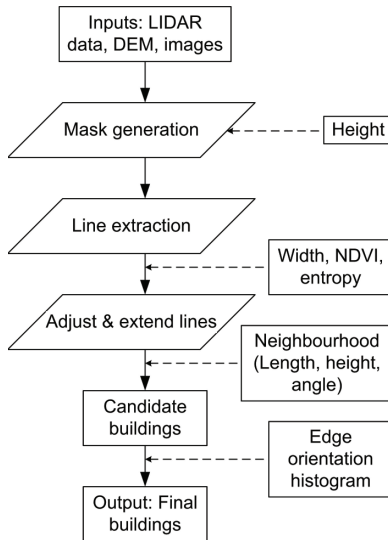 Inputs: LIDAR
data, DEM, images
Mask generation
Height
Line extraction
Width, NDVI,
entropy
Adjust & extend lines
Neighbourhood
(Length, height,
angle)
Candidate
buildings
Edge
orientation
histogram
Output: Final
buildings